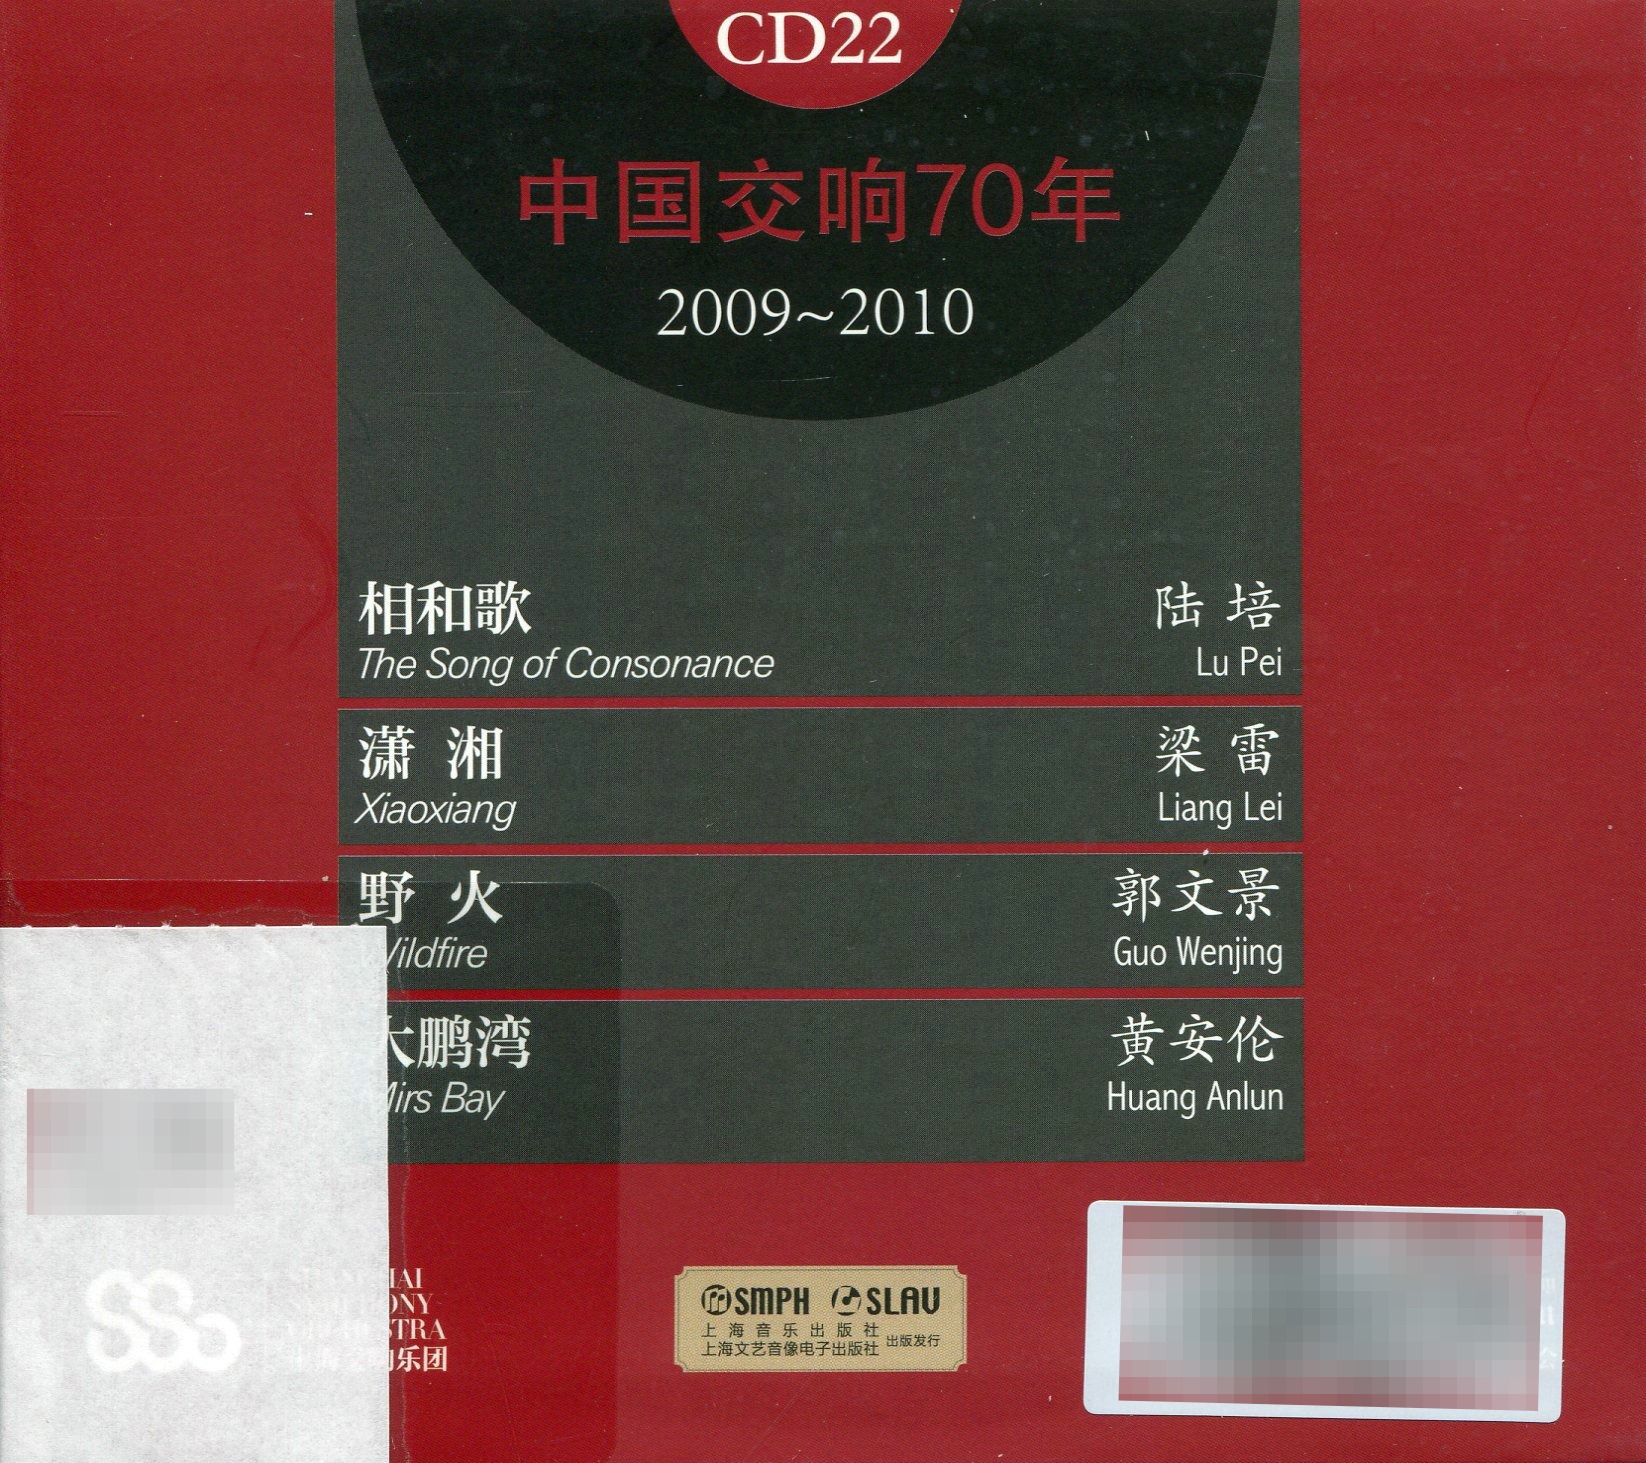 CD22
中国交响70年
2009~2010
相和歌 陆 培
The Song of Consonance Lu Pei
潇 湘 梁 雷
Xiaoxiang Liang Lei
野 火 郭文景
Guo Wenjing
鹏湾 黄安伦
Bay Huang Anlun
SSO
乐团
SMPH SLAV
上海音乐出版社
上海文艺音像电子出版社 出版发行